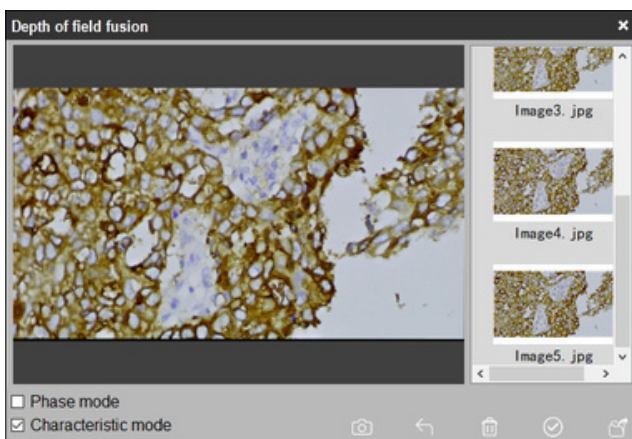 Depth of field fusion
Image3. jpg
Image4. jpg
Image5. jpg
Phase mode
Characteristic mode